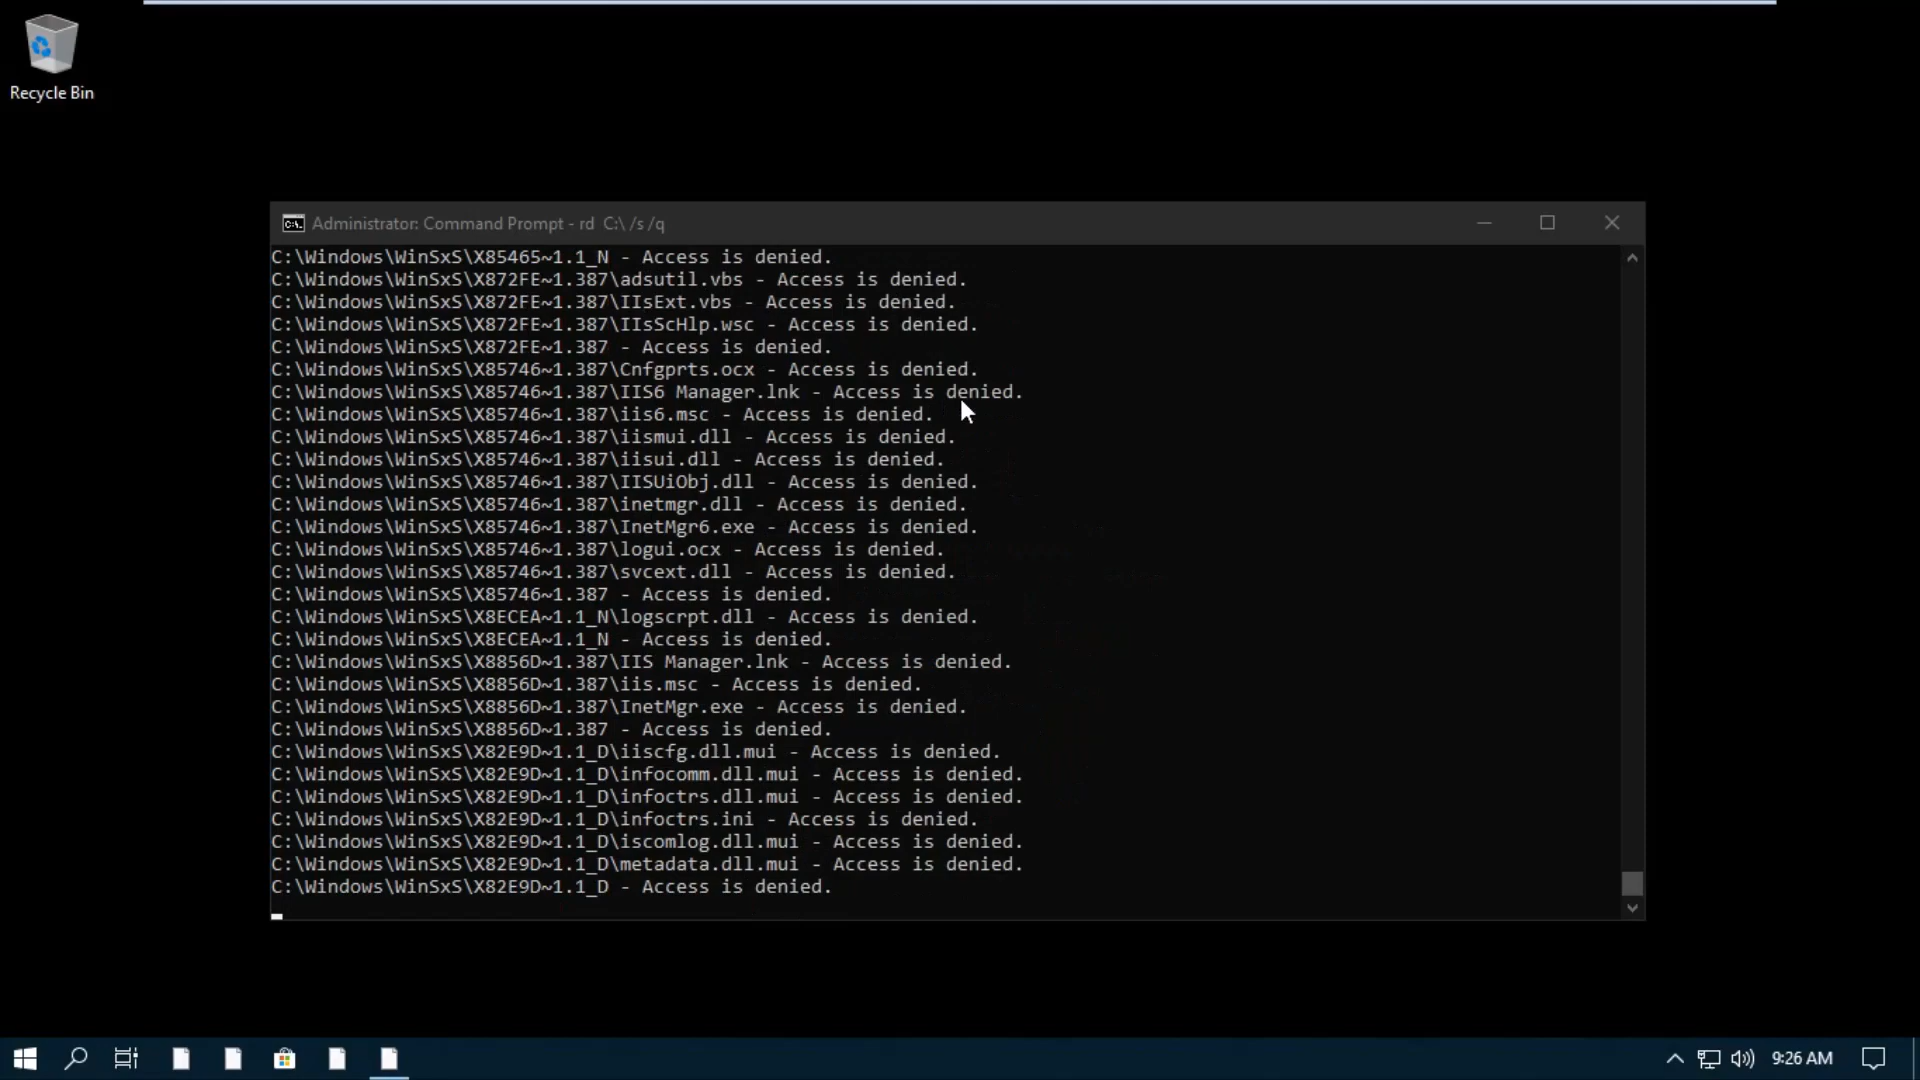 Recycle Bin
Administrator: Command Prompt - rd  C:\ /s /q
C:\Windows\WinSxS\X85465~1.1_N - Access is denied.
C:\Windows\WinSxS\X872FE~1.387\adsutil.vbs - Access is denied.
C:\Windows\WinSxS\X872FE~1.387\IIsExt.vbs - Access is denied.
C:\Windows\WinSxS\X872FE~1.387\IIsScHlp.wsc - Access is denied.
C:\Windows\WinSxS\X872FE~1.387 - Access is denied.
C:\Windows\WinSxS\X85746~1.387\Cnfgprts.ocx - Access is denied.
C:\Windows\WinSxS\X85746~1.387\IIS6 Manager.lnk - Access is denied.
C:\Windows\WinSxS\X85746~1.387\iis6.msc - Access is denied.
C:\Windows\WinSxS\X85746~1.387\iismui.dll - Access is denied.
C:\Windows\WinSxS\X85746~1.387\iisui.dll - Access is denied.
C:\Windows\WinSxS\X85746~1.387\IISUiObj.dll - Access is denied.
C:\Windows\WinSxS\X85746~1.387\inetmgr.dll - Access is denied.
C:\Windows\WinSxS\X85746~1.387\InetMgr6.exe - Access is denied.
C:\Windows\WinSxS\X85746~1.387\logui.ocx - Access is denied.
C:\Windows\WinSxS\X85746~1.387\svcext.dll - Access is denied.
C:\Windows\WinSxS\X85746~1.387 - Access is denied.
C:\Windows\WinSxS\X8ECEA~1.1_N\logscrpt.dll - Access is denied.
C:\Windows\WinSxS\X8ECEA~1.1_N - Access is denied.
C:\Windows\WinSxS\X8856D~1.387\IIS Manager.lnk - Access is denied.
C:\Windows\WinSxS\X8856D~1.387\iis.msc - Access is denied.
C:\Windows\WinSxS\X8856D~1.387\InetMgr.exe - Access is denied.
C:\Windows\WinSxS\X8856D~1.387 - Access is denied.
C:\Windows\WinSxS\X82E9D~1.1_D\iiscfg.dll.mui - Access is denied.
C:\Windows\WinSxS\X82E9D~1.1_D\infocomm.dll.mui - Access is denied.
C:\Windows\WinSxS\X82E9D~1.1_D\infoctrs.dll.mui - Access is denied.
C:\Windows\WinSxS\X82E9D~1.1_D\infoctrs.ini - Access is denied.
C:\Windows\WinSxS\X82E9D~1.1_D\iscomlog.dll.mui - Access is denied.
C:\Windows\WinSxS\X82E9D~1.1_D\metadata.dll.mui - Access is denied.
C:\Windows\WinSxS\X82E9D~1.1_D - Access is denied.
9:26 AM